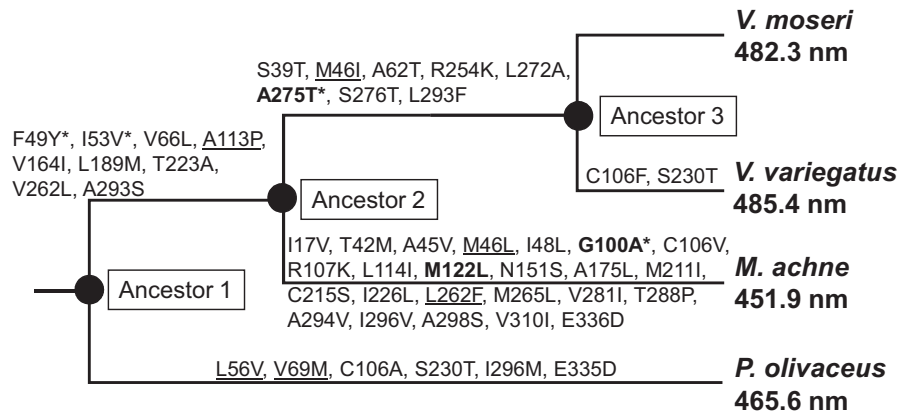 V. moseri
482.3 nm
S39T, M46I, A62T, R254K, L272A,
A275T*, S276T, L293F
Ancestor 3
F49Y*, I53V*, V66L, A113P,
V164I, L189M, T223A,
V262L, A293S
C106F, S230T
V. variegatus
485.4 nm
Ancestor 2
I17V, T42M, A45V, M46L, I48L, G100A*, C106V,
R107K, L114I, M122L, N151S, A175L, M211I,
C215S, I226L, L262F, M265L, V281I, T288P,
A294V, I296V, A298S, V310I, E336D
M. achne
451.9 nm
Ancestor 1
L56V, V69M, C106A, S230T, I296M, E335D
P. olivaceus
465.6 nm